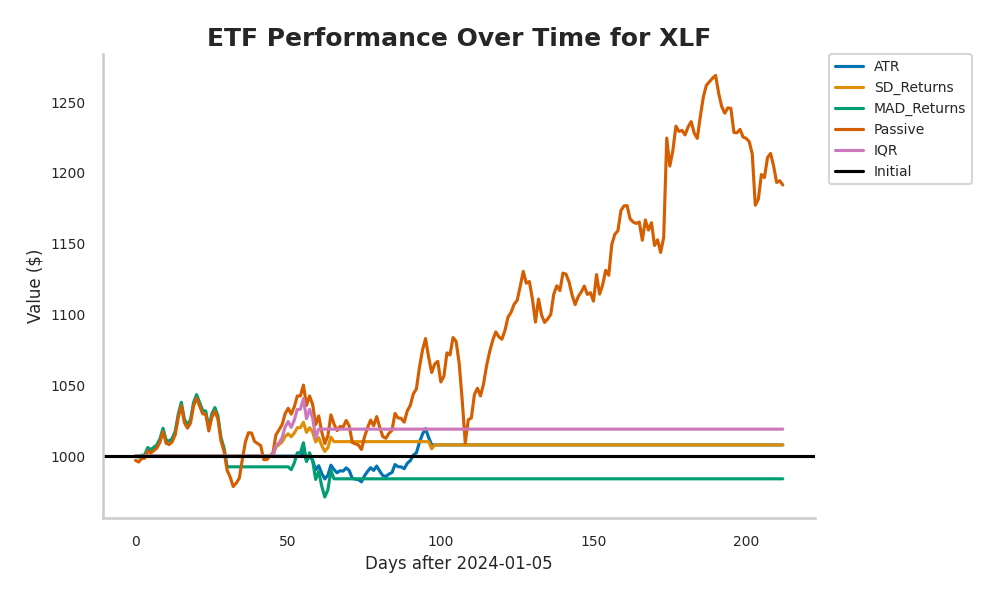 ETF Performance Over Time for XLF
ATR
SD_Returns
MAD_Returns
Passive
IQR
Initial
Value ($)
1250
1200
1150
1100
1050
1000
0 50 100 150 200
Days after 2024-01-05